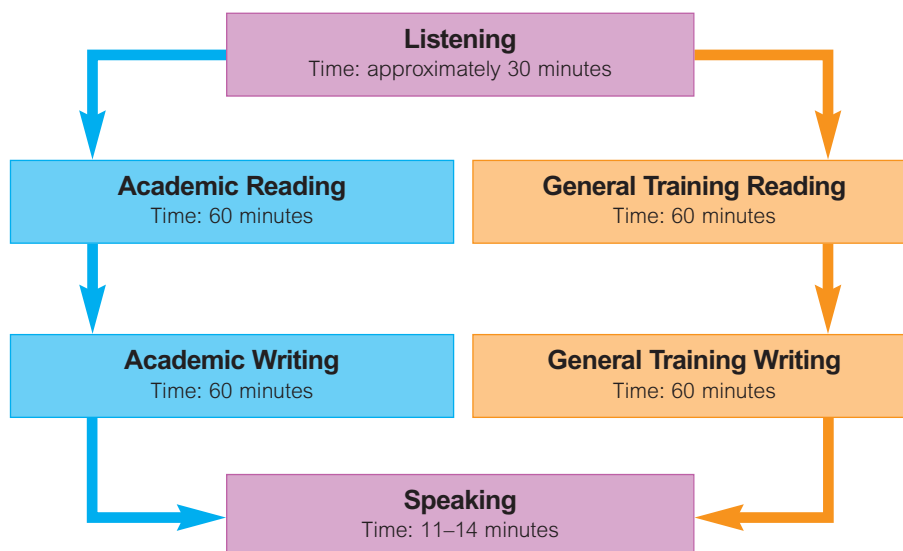 Listening
Time: approximately 30 minutes
Academic Reading
Time: 60 minutes
General Training Reading
Time: 60 minutes
Academic Writing
Time: 60 minutes
General Training Writing
Time: 60 minutes
Speaking
Time: 11–14 minutes